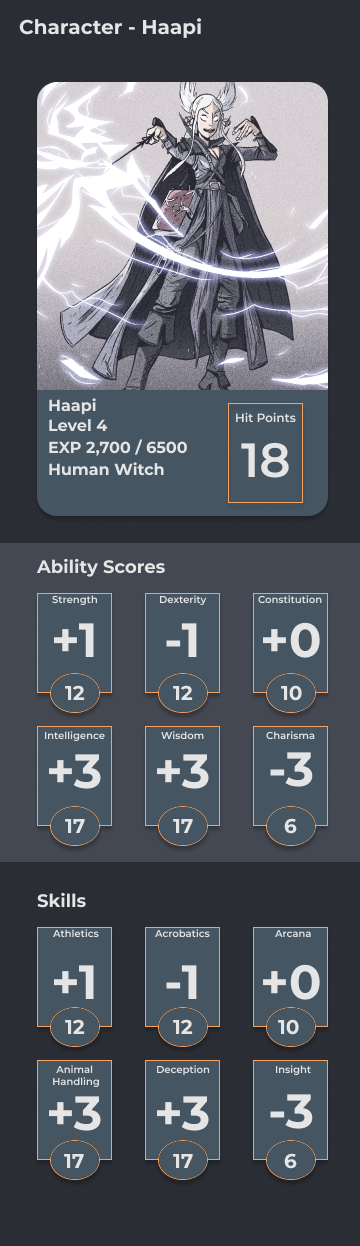 Character - Haapi
Haapi
Level 4
EXP 2,700 / 6500
Human Witch
Hit Points
18
Ability Scores
Strength
+1
12
Dexterity
-1
12
Constitution
+0
10
Intelligence
+3
17
Wisdom
+3
17
Charisma
-3
6
Skills
Athletics
+1
12
Acrobatics
-1
12
Arcana
+0
10
Animal
Handling
+3
17
Deception
+3
17
Insight
-3
6